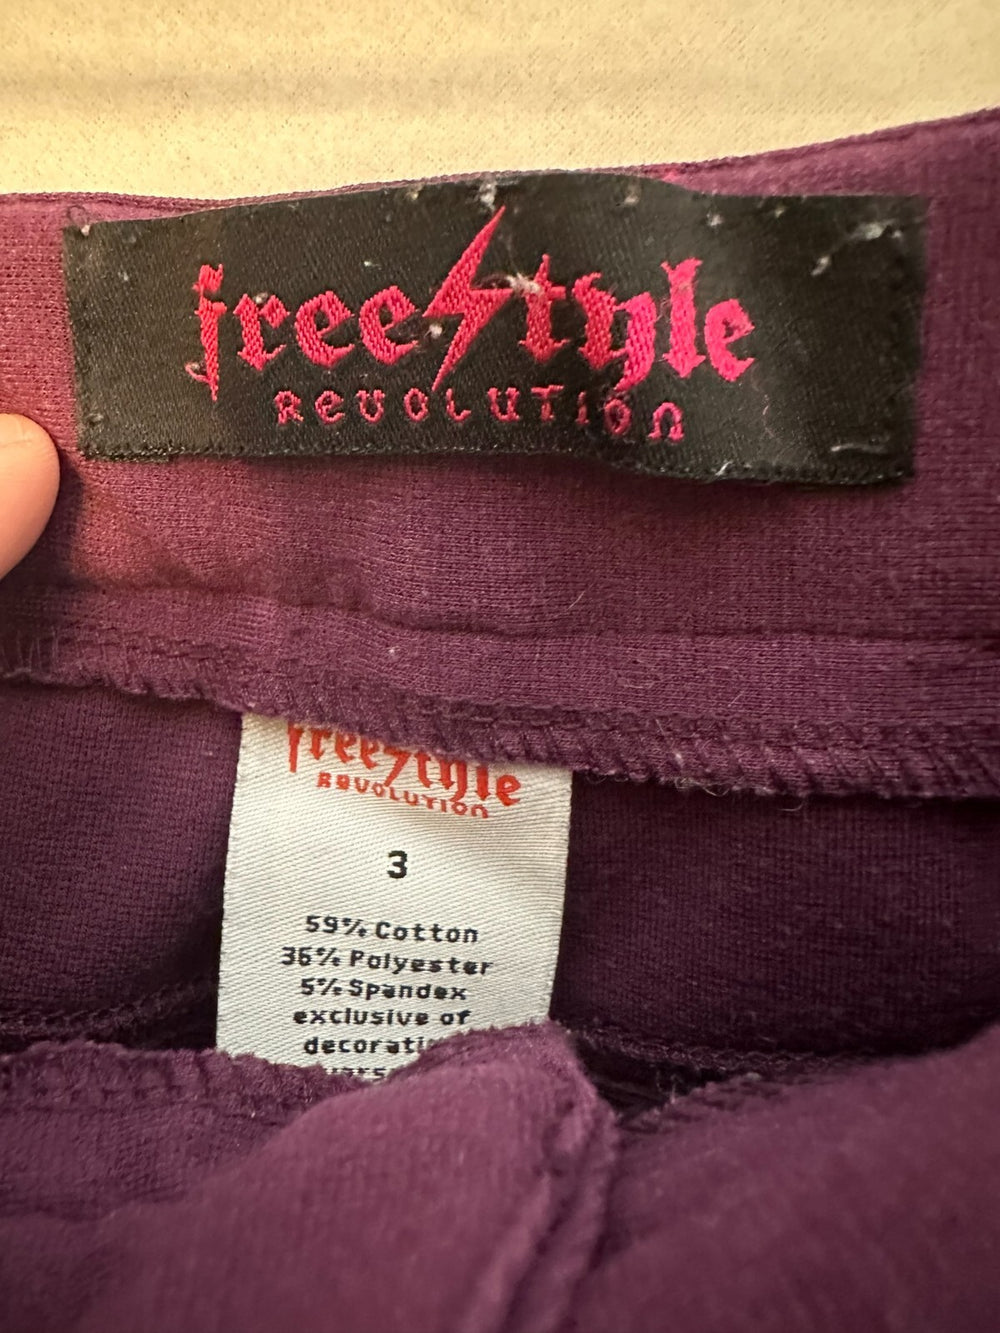 freestyle
REVOLUTION
freestyle
REVOLUTION
3
59% Cotton
36% Polyester
5% Spandex
exclusive of